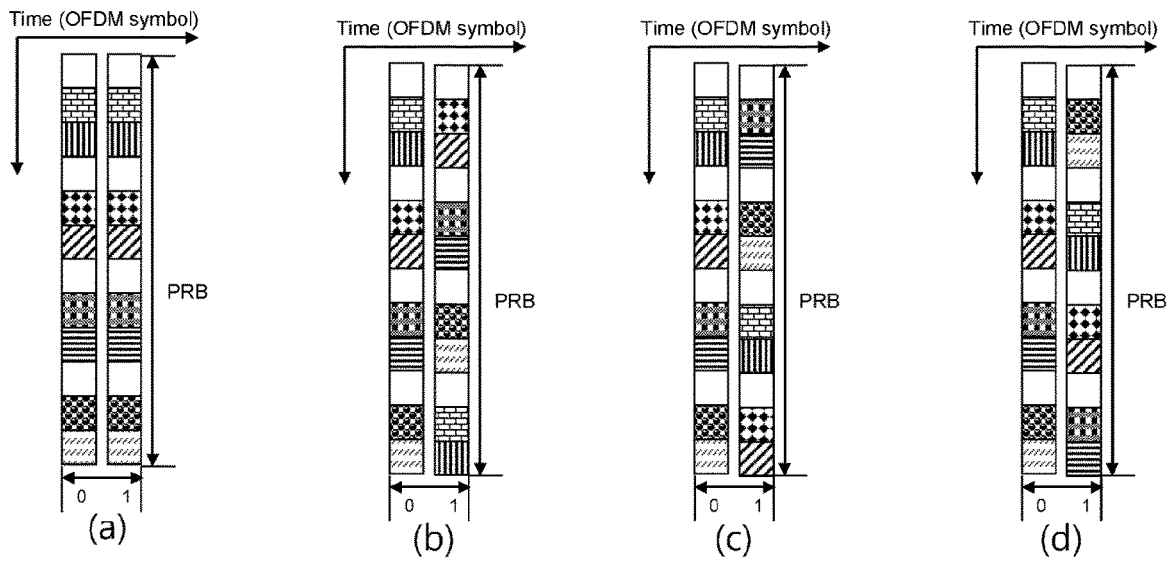 Time (OFDM symbol)
PRB
0 1
(a)
Time (OFDM symbol)
PRB
0 1
(b)
Time (OFDM symbol)
PRB
0 1
(c)
Time (OFDM symbol)
PRB
0 1
(d)